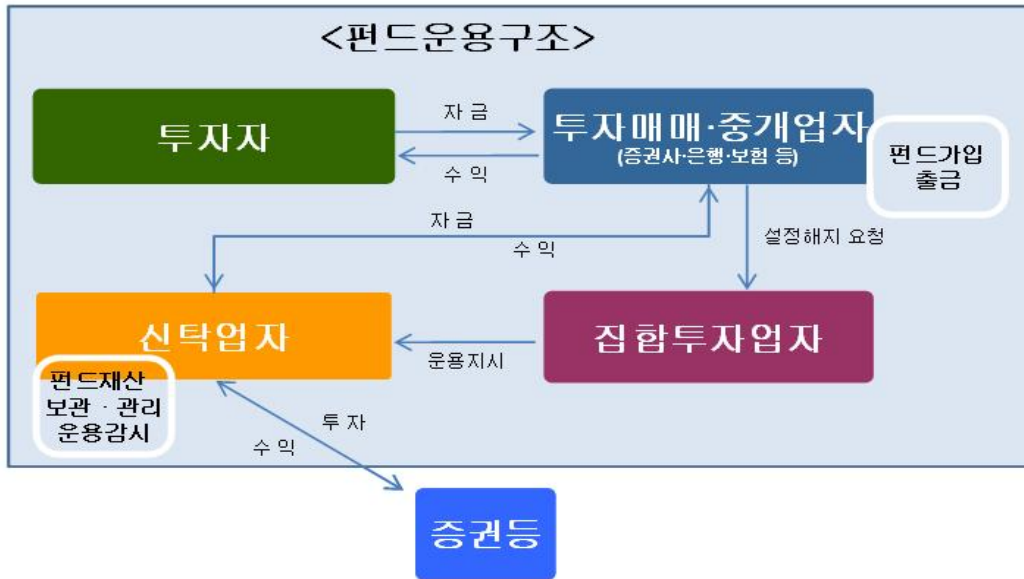 <펀드운용구조>
투자자
자 금
수 익
투자매매·중개업자
(증권사·은행·보험 등)
펀드가입
출금
자 금
수 익
설정해지 요청
신탁업자
운용지시
집합투자업자
펀드재산
보관 · 관리
운용감시
투 자
수 익
증권등